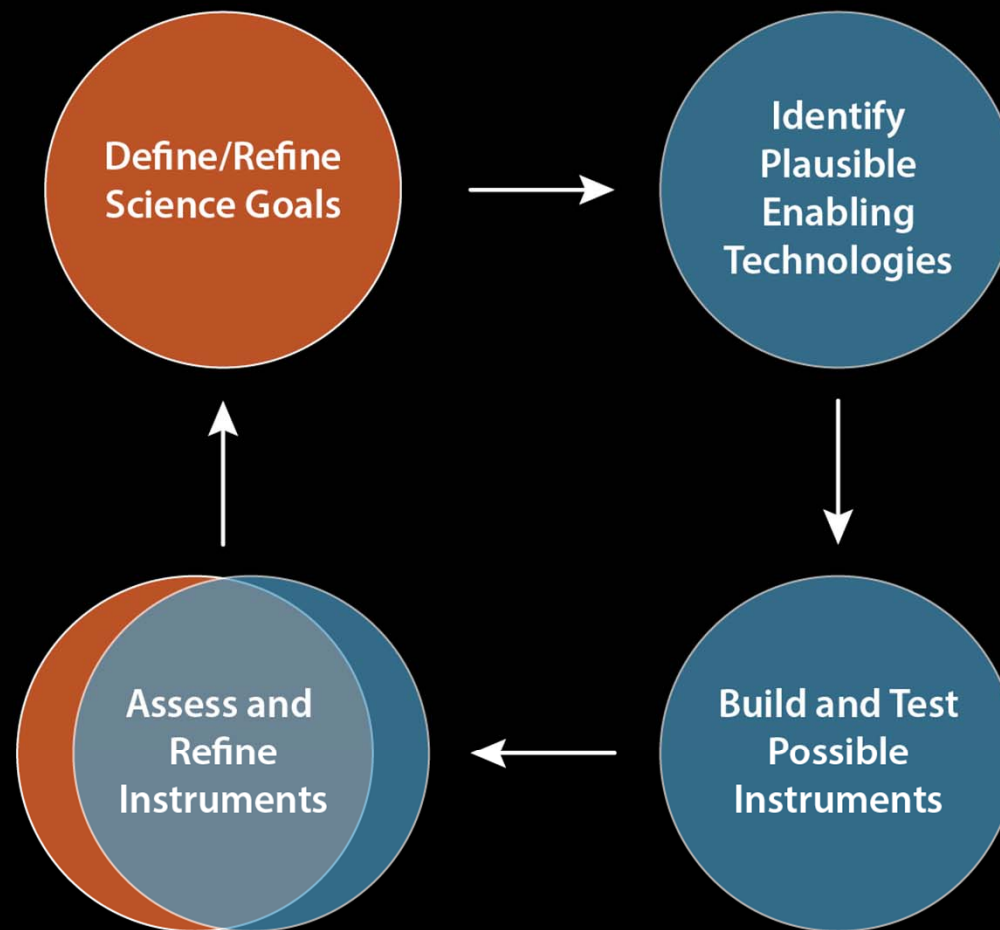 Define/Refine
Science Goals
Identify
Plausible
Enabling
Technologies
Assess and
Refine
Instruments
Build and Test
Possible
Instruments